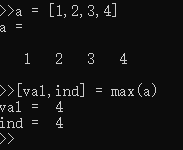 >>a = [1,2,3,4]
a =
1 2 3 4
>>[val,ind] = max(a)
val = 4
ind = 4
>>